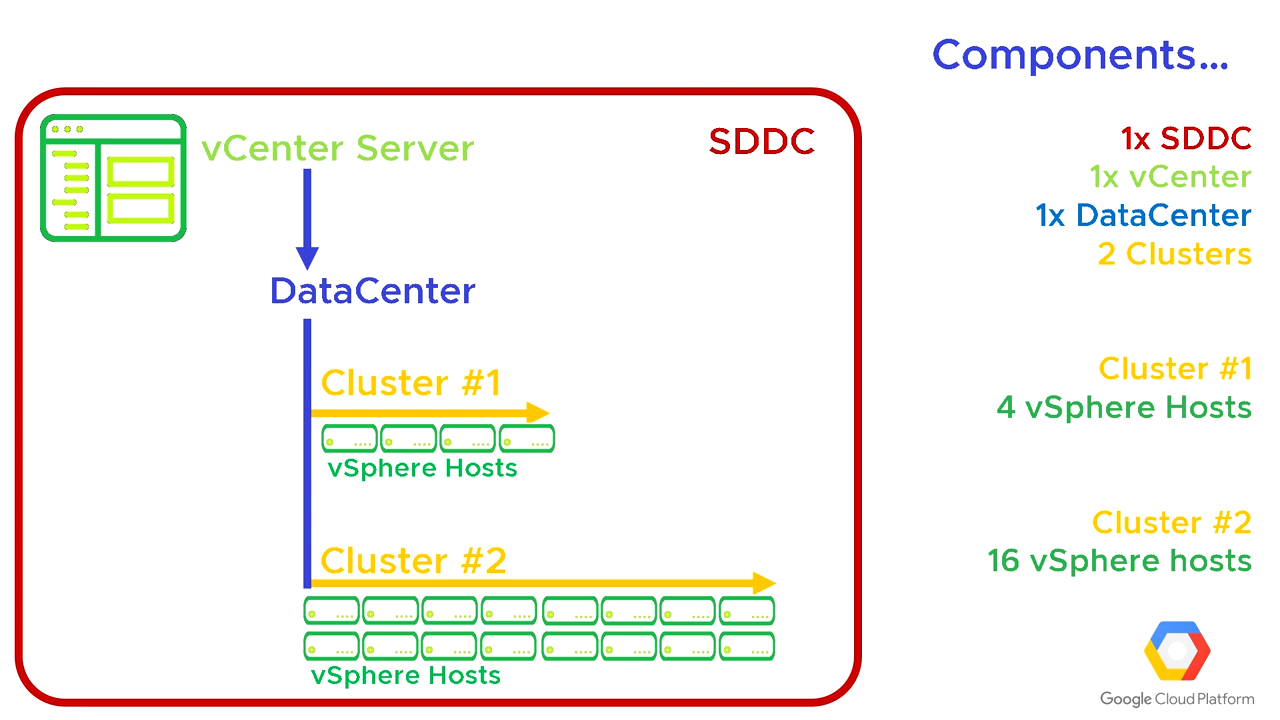 Components...
SDDC
vCenter Server
DataCenter
Cluster #1
vSphere Hosts
Cluster #2
vSphere Hosts
1x SDDC
1x vCenter
1x DataCenter
2 Clusters
Cluster #1
4 vSphere Hosts
Cluster #2
16 vSphere hosts
Google Cloud Platform